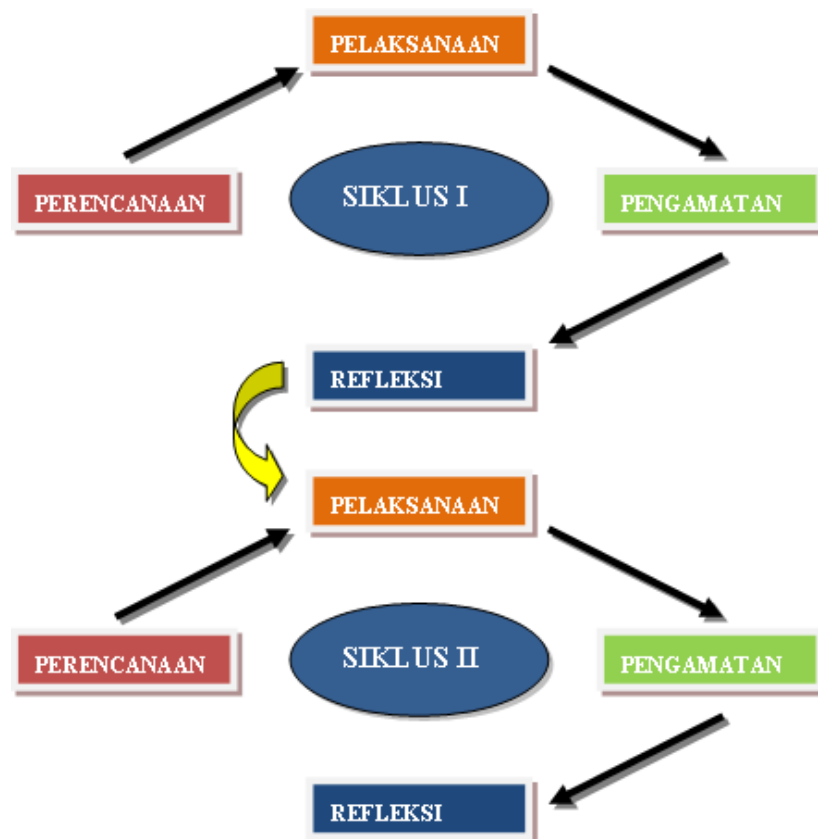 PELAKSANAAN
PERENCANAAN
SIKLUS I
PENGAMATAN
REFLEKSI
PELAKSANAAN
PERENCANAAN
SIKLUS II
PENGAMATAN
REFLEKSI